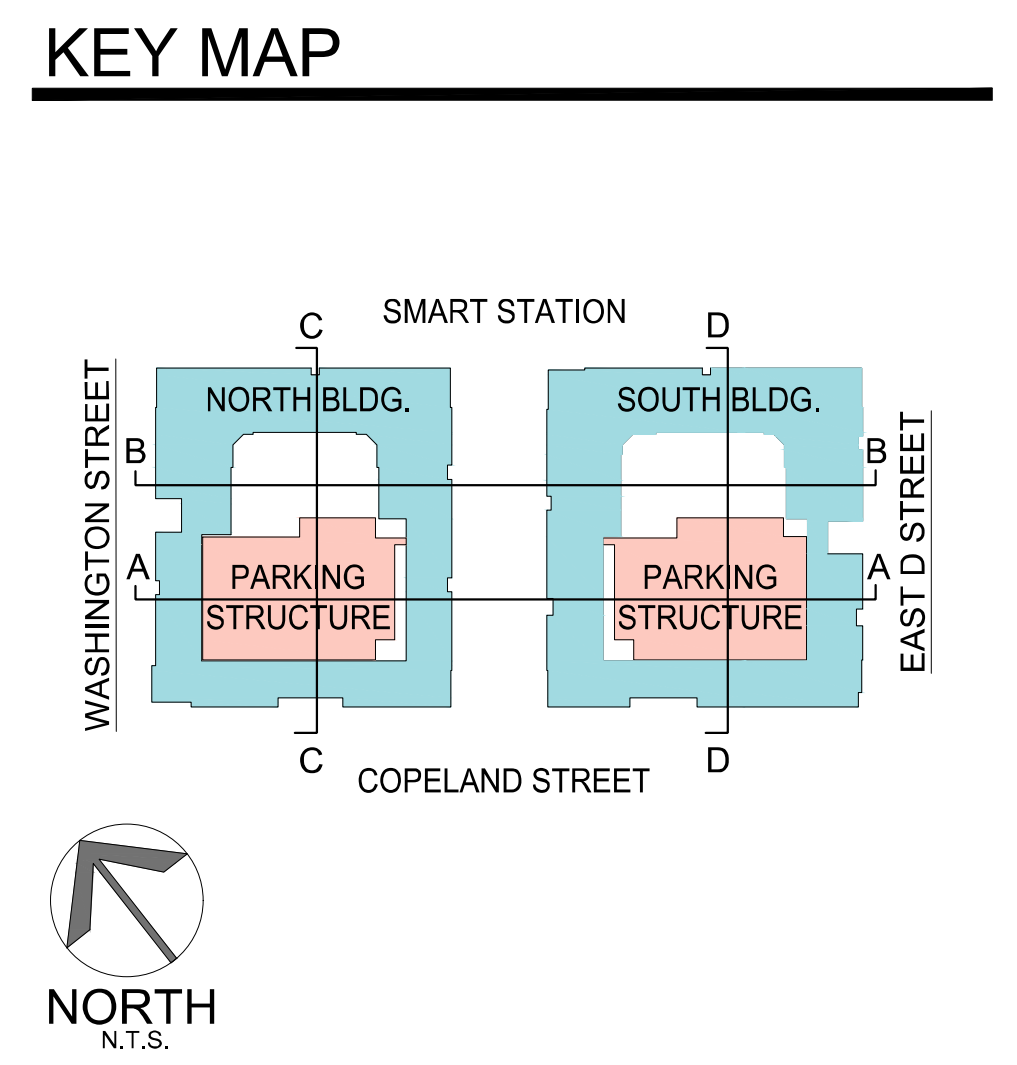 KEY MAP
SMART STATION
C
D
NORTH BLDG.
SOUTH BLDG.
WASHINGTON STREET
B
B
EAST D STREET
A
A
PARKING
STRUCTURE
PARKING
STRUCTURE
C
D
COPELAND STREET
NORTH
N.T.S.